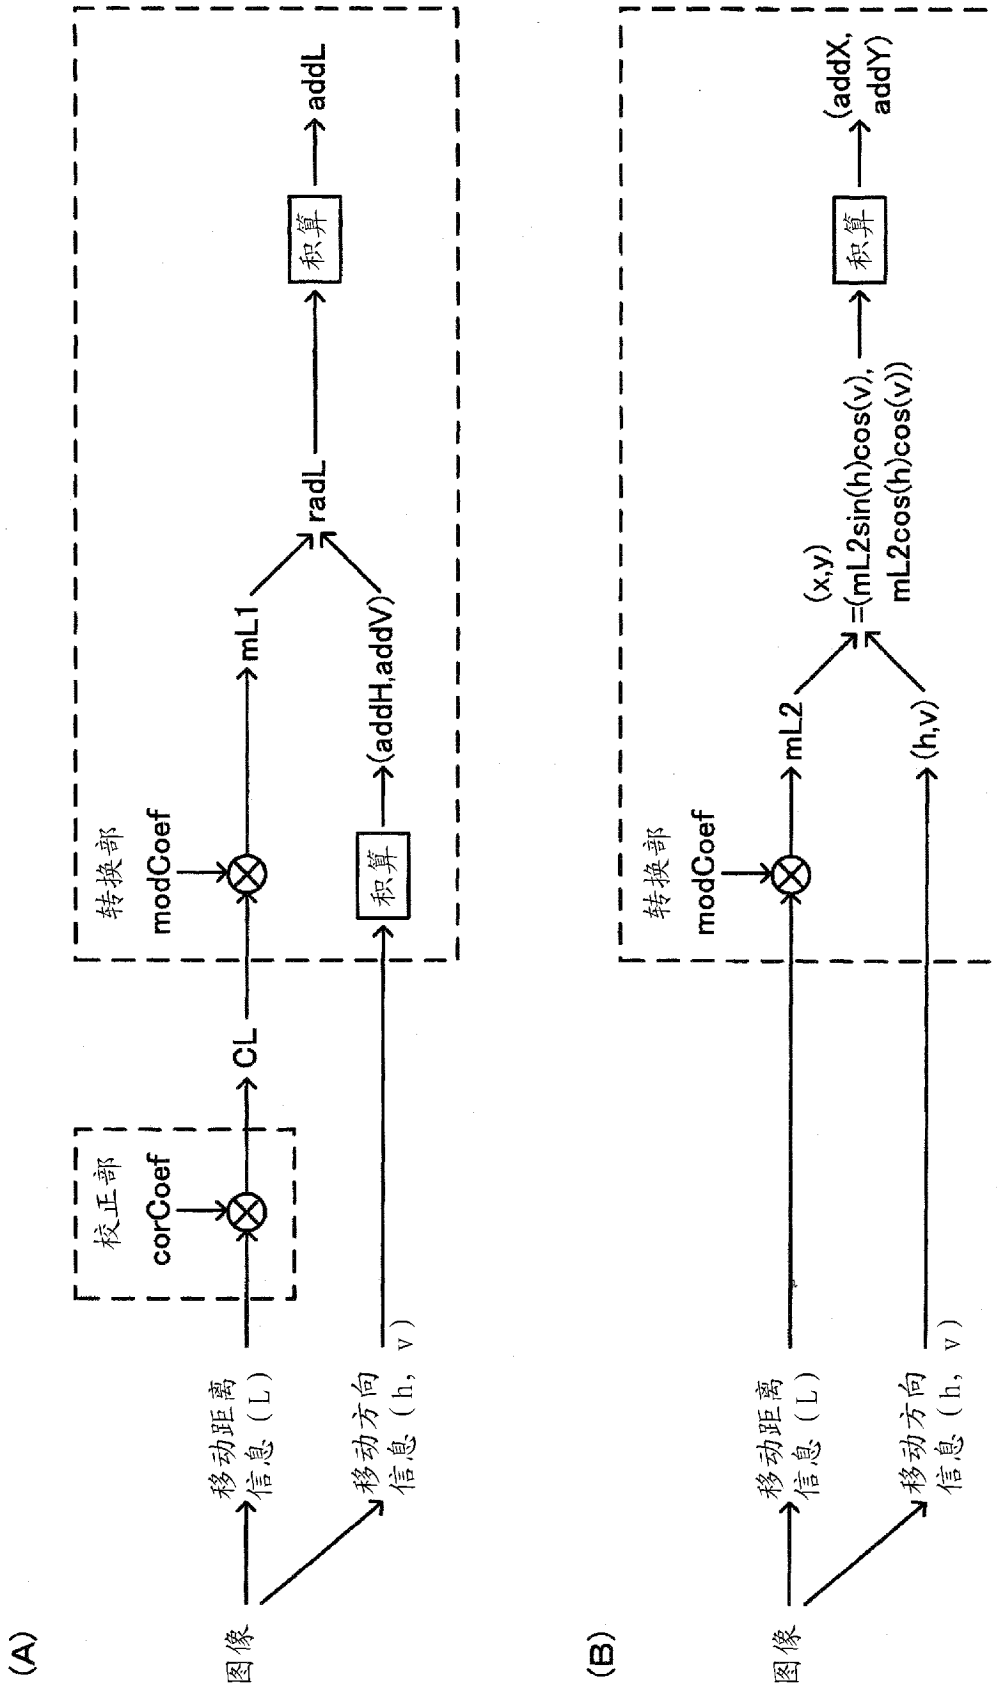 (A)
图像
移动距离
信息（L）
移动方向
信息（h，v）
校正部
corCoef
CL
转换部
modCoef
mL1
积算
(addH,addV)
radL
积算
addL
(B)
图像
移动距离
信息（L）
移动方向
信息（h，v）
转换部
modCoef
mL2
(h,v)
(x,y)
=(mL2sin(h)cos(v),
mL2cos(h)cos(v))
积算
(addX,
addY)